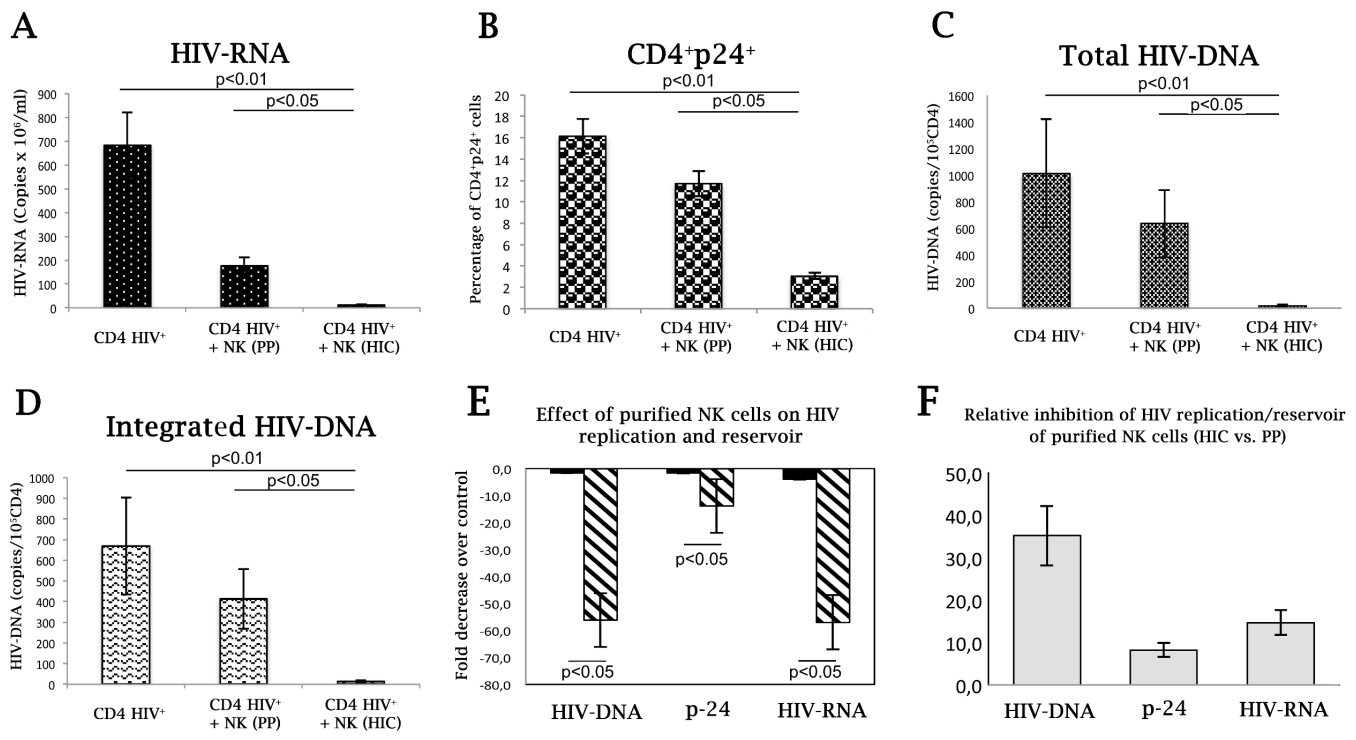 A
HIV-RNA
p<0.01
p<0.05
HIV-RNA (Copies x 10⁶/ml)
900
800
700
600
500
400
300
200
100
0
CD4 HIV⁺
CD4 HIV⁺
+ NK (PP)
CD4 HIV⁺
+ NK (HIC)
B
CD4⁺p24⁺
p<0.01
p<0.05
Percentage of CD4⁺p24⁺ cells
20
18
16
14
12
10
8
6
4
2
0
CD4 HIV⁺
CD4 HIV⁺
+ NK (PP)
CD4 HIV⁺
+ NK (HIC)
C
Total HIV-DNA
p<0.01
p<0.05
HIV-DNA (copies/10⁵CD4)
1600
1400
1200
1000
800
600
400
200
0
CD4 HIV⁺
CD4 HIV⁺
+ NK (PP)
CD4 HIV⁺
+ NK (HIC)
D
Integrated HIV-DNA
p<0.01
p<0.05
HIV-DNA (copies/10⁵CD4)
1000
900
800
700
600
500
400
300
200
100
0
CD4 HIV⁺
CD4 HIV⁺
+ NK (PP)
CD4 HIV⁺
+ NK (HIC)
E
Effect of purified NK cells on HIV
replication and reservoir
Fold decrease over control
0,0
-10,0
-20,0
-30,0
-40,0
-50,0
-60,0
-70,0
-80,0
p<0.05
p<0.05
p<0.05
HIV-DNA
p-24
HIV-RNA
F
Relative inhibition of HIV replication/reservoir
of purified NK cells (HIC vs. PP)
50,0
40,0
30,0
20,0
10,0
0,0
HIV-DNA
p-24
HIV-RNA